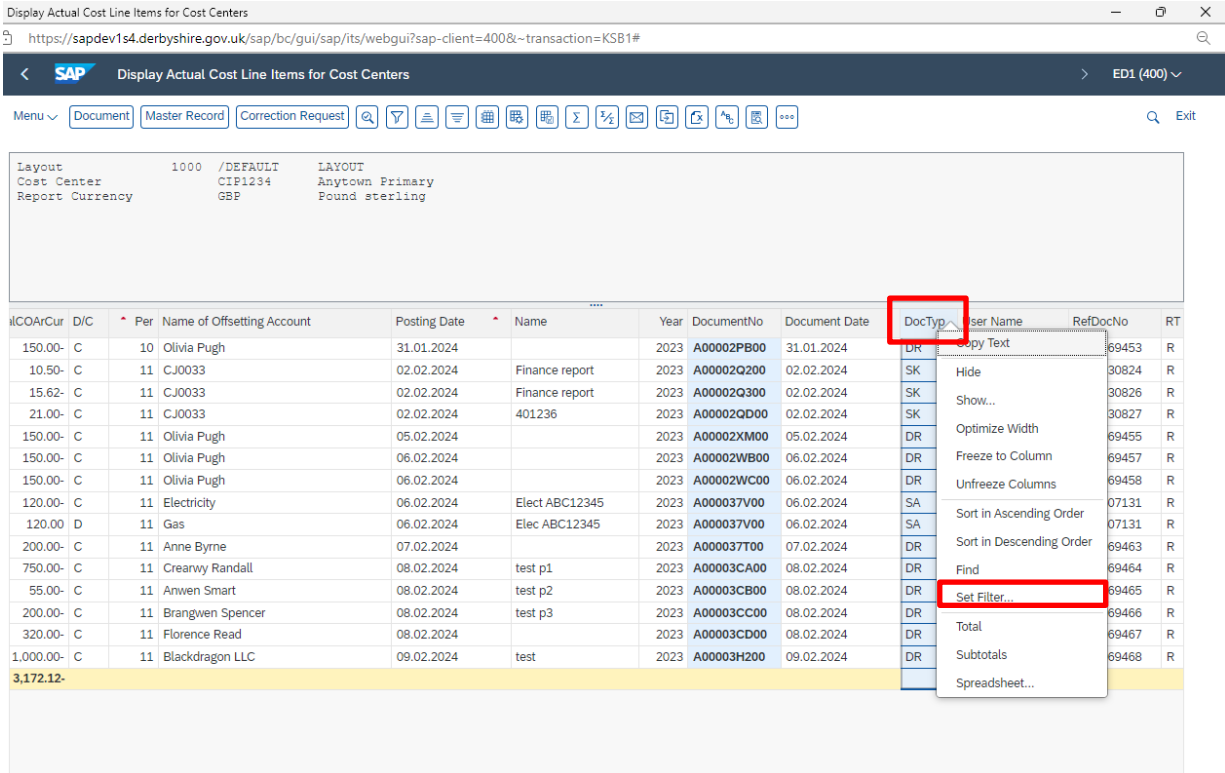 Display Actual Cost Line Items for Cost Centers
https://sapdev1s4.derbyshire.gov.uk/sap/bc/gui/sap/its/webgui?sap-client=400&~transaction=KSB1#
SAP Display Actual Cost Line Items for Cost Centers ED1 (400)
Menu Document Master Record Correction Request Exit
Layout 1000 /DEFAULT LAYOUT
Cost Center CIP1234 Anytown Primary
Report Currency GBP Pound sterling
alCOArCur D/C Per Name of Offsetting Account Posting Date Name Year DocumentNo Document Date DocTyp User Name RefDocNo RT
150.00- C 10 Olivia Pugh 31.01.2024 2023 A00002PB00 31.01.2024 DR Copy Text 69453 R
10.50- C 11 CJ0033 02.02.2024 Finance report 2023 A00002Q200 02.02.2024 SK Hide 30824 R
15.62- C 11 CJ0033 02.02.2024 Finance report 2023 A00002Q300 02.02.2024 SK Show... 30826 R
21.00- C 11 CJ0033 02.02.2024 401236 2023 A00002QD00 02.02.2024 SK Optimize Width 30827 R
150.00- C 11 Olivia Pugh 05.02.2024 2023 A00002XM00 05.02.2024 DR 69455 R
150.00- C 11 Olivia Pugh 06.02.2024 2023 A00002WB00 06.02.2024 DR Freeze to Column 69457 R
150.00- C 11 Olivia Pugh 06.02.2024 2023 A00002WC00 06.02.2024 DR Unfreeze Columns 69458 R
120.00- C 11 Electricity 06.02.2024 Elect ABC12345 2023 A000037V00 06.02.2024 SA 07131 R
120.00 D 11 Gas 06.02.2024 Elec ABC12345 2023 A000037V00 06.02.2024 SA Sort in Ascending Order 07131 R
200.00- C 11 Anne Byrne 07.02.2024 2023 A000037T00 07.02.2024 DR Sort in Descending Order 69463 R
750.00- C 11 Crearwy Randall 08.02.2024 test p1 2023 A00003CA00 08.02.2024 DR Find 69464 R
55.00- C 11 Anwen Smart 08.02.2024 test p2 2023 A00003CB00 08.02.2024 DR Set Filter... 69465 R
200.00- C 11 Brangwen Spencer 08.02.2024 test p3 2023 A00003CC00 08.02.2024 DR 69466 R
320.00- C 11 Florence Read 08.02.2024 2023 A00003CD00 08.02.2024 DR Total 69467 R
1,000.00- C 11 Blackdragon LLC 09.02.2024 test 2023 A00003H200 09.02.2024 DR Subtotals 69468 R
3,172.12- Spreadsheet...